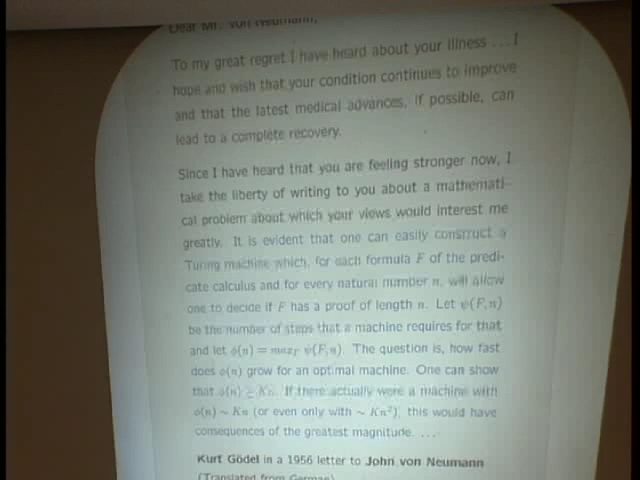 Dear Mr. von Neumann,
To my great regret I have heard about your illness ... I
hope and wish that your condition continues to improve
and that the latest medical advances, if possible, can
lead to a complete recovery.
Since I have heard that you are feeling stronger now, I
take the liberty of writing to you about a mathemati-
cal problem about which your views would interest me
greatly. It is evident that one can easily construct a
Turing machine which, for each formula F of the predi-
cate calculus and for every natural number n, will allow
one to decide if F has a proof of length n. Let ψ(F,n)
be the number of steps that a machine requires for that
and let φ(n) = max_F ψ(F,n). The question is, how fast
does φ(n) grow for an optimal machine. One can show
that φ(n) ≥ Kn. If there actually were a machine with
φ(n) ~ Kn (or even only with ~ Kn²), this would have
consequences of the greatest magnitude. ...
Kurt Gödel in a 1956 letter to John von Neumann
(Translated from German)